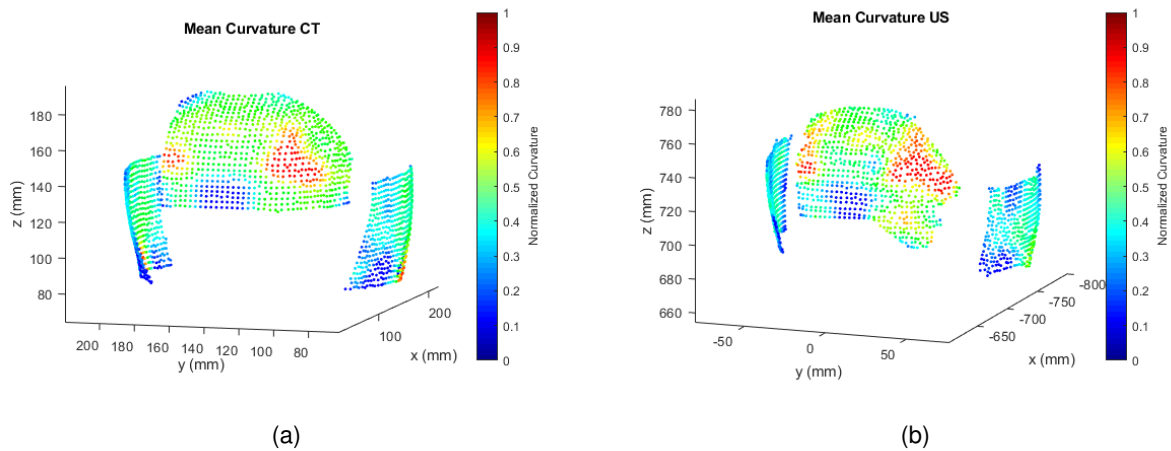 Mean Curvature CT
180
160
140
120
100
80
z (mm)
200 180 160 140 120 100 80
y (mm)
100
200
x (mm)
1
0.9
0.8
0.7
0.6
0.5
0.4
0.3
0.2
0.1
0
Normalized Curvature
(a)
Mean Curvature US
780
760
740
720
700
680
660
z (mm)
-50 0 50
y (mm)
-650
-700
-750
-800
x (mm)
1
0.9
0.8
0.7
0.6
0.5
0.4
0.3
0.2
0.1
0
Normalized Curvature
(b)